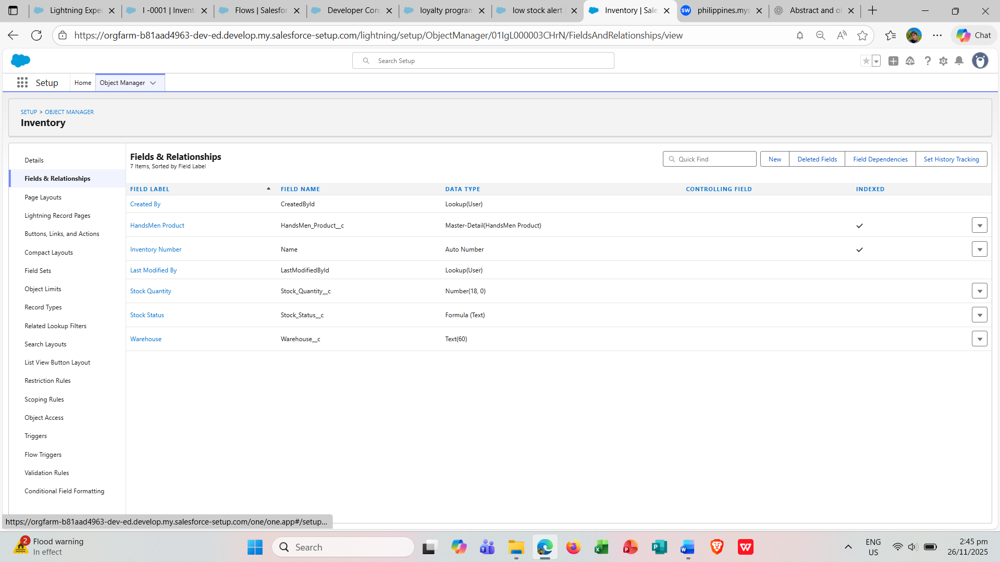 Lightning Exper
I -0001 | Invent
Flows | Salesfor
Developer Cons
loyalty program
low stock alert
Inventory | Sale
SW
philippines.mys
Abstract and ol
https://orgfarm-b81aad4963-dev-ed.develop.my.salesforce-setup.com/lightning/setup/ObjectManager/01IgL000003CHrN/FieldsAndRelationships/view
Chat
Search Setup
Setup
Home
Object Manager
SETUP > OBJECT MANAGER
Inventory
Details
Fields & Relationships
Page Layouts
Lightning Record Pages
Buttons, Links, and Actions
Compact Layouts
Field Sets
Object Limits
Record Types
Related Lookup Filters
Search Layouts
List View Button Layout
Restriction Rules
Scoping Rules
Object Access
Triggers
Flow Triggers
Validation Rules
Conditional Field Formatting
Fields & Relationships
7 Items, Sorted by Field Label
Quick Find
New
Deleted Fields
Field Dependencies
Set History Tracking
FIELD LABEL FIELD NAME DATA TYPE CONTROLLING FIELD INDEXED
Created By CreatedById Lookup(User)
HandsMen Product HandsMen_Product__c Master-Detail(HandsMen Product)
Inventory Number Name Auto Number
Last Modified By LastModifiedById Lookup(User)
Stock Quantity Stock_Quantity__c Number(18, 0)
Stock Status Stock_Status__c Formula (Text)
Warehouse Warehouse__c Text(60)
https://orgfarm-b81aad4963-dev-ed.develop.my.salesforce-setup.com/one/one.app#/setup...
2
Flood warning
In effect
Search
ENG
US
2:45 pm
26/11/2025